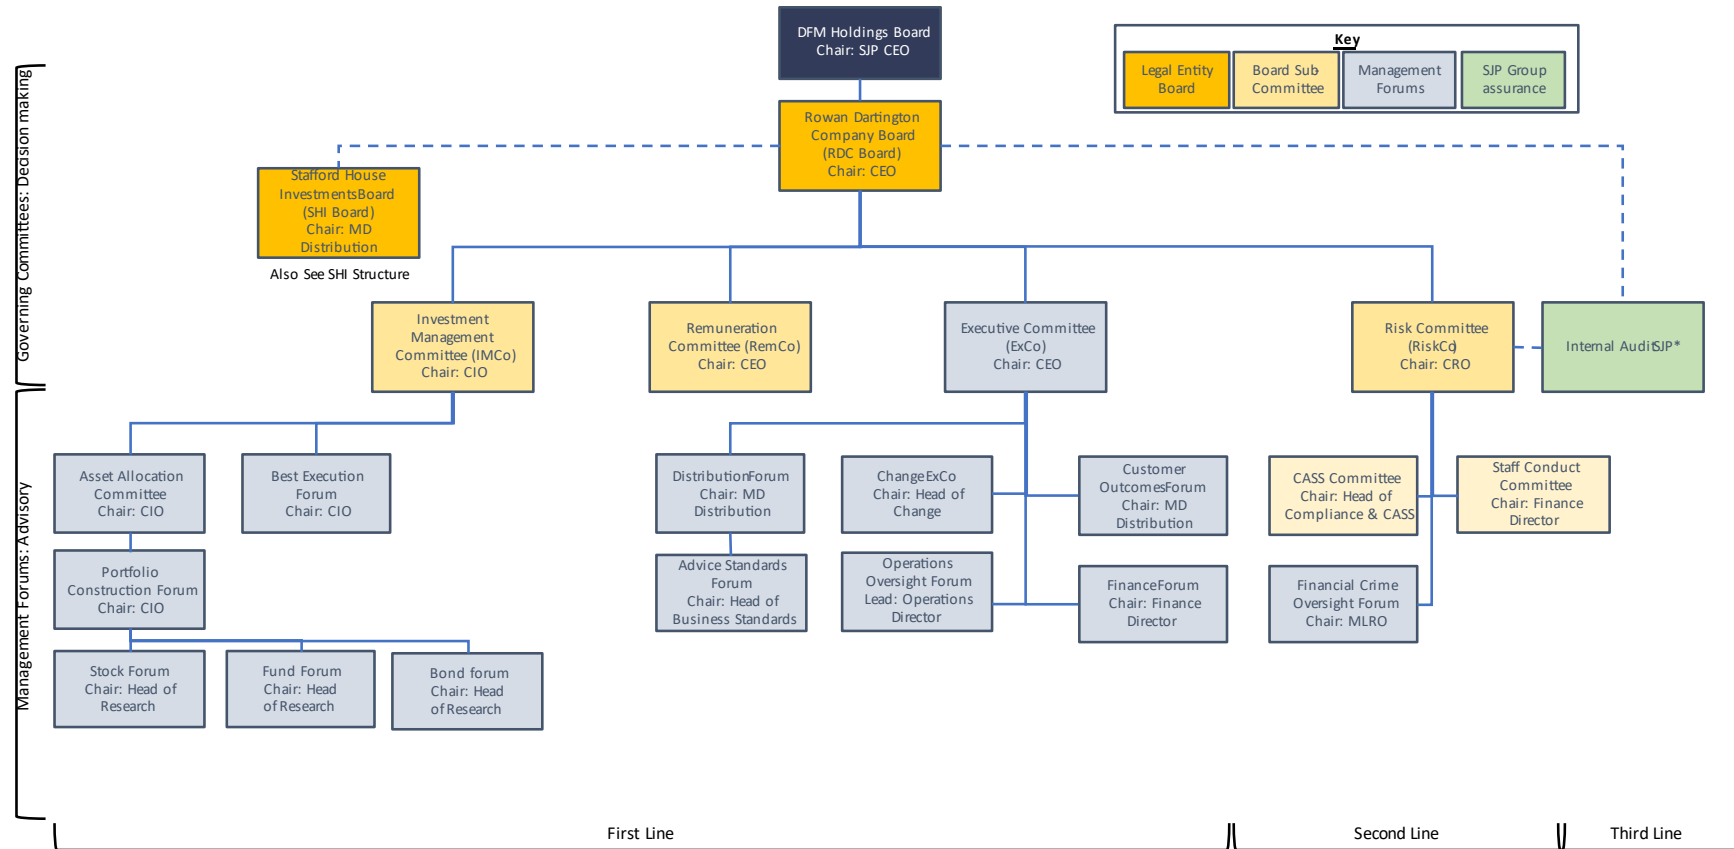 DFM Holdings Board
Chair: SJP CEO
Key
Legal Entity
Board
Board Sub-
Committee
Management
Forums
SJP Group
assurance
Governing Committees: Decision making
Rowan Dartington
Company Board
(RDC Board)
Chair: CEO
Stafford House
InvestmentsBoard
(SHI Board)
Chair: MD
Distribution
Also See SHI Structure
Investment
Management
Committee (IMCo)
Chair: CIO
Remuneration
Committee (RemCo)
Chair: CEO
Executive Committee
(ExCo)
Chair: CEO
Risk Committee
(RiskCo)
Chair: CRO
Internal AuditSJP*
Management Forums: Advisory
Asset Allocation
Committee
Chair: CIO
Best Execution
Forum
Chair: CIO
DistributionForum
Chair: MD
Distribution
ChangeExCo
Chair: Head of
Change
Customer
OutcomesForum
Chair: MD
Distribution
CASS Committee
Chair: Head of
Compliance & CASS
Staff Conduct
Committee
Chair: Finance
Director
Portfolio
Construction Forum
Chair: CIO
Advice Standards
Forum
Chair: Head of
Business Standards
Operations
Oversight Forum
Lead: Operations
Director
FinanceForum
Chair: Finance
Director
Financial Crime
Oversight Forum
Chair: MLRO
Stock Forum
Chair: Head of
Research
Fund Forum
Chair: Head
of Research
Bond forum
Chair: Head
of Research
First Line
Second Line
Third Line